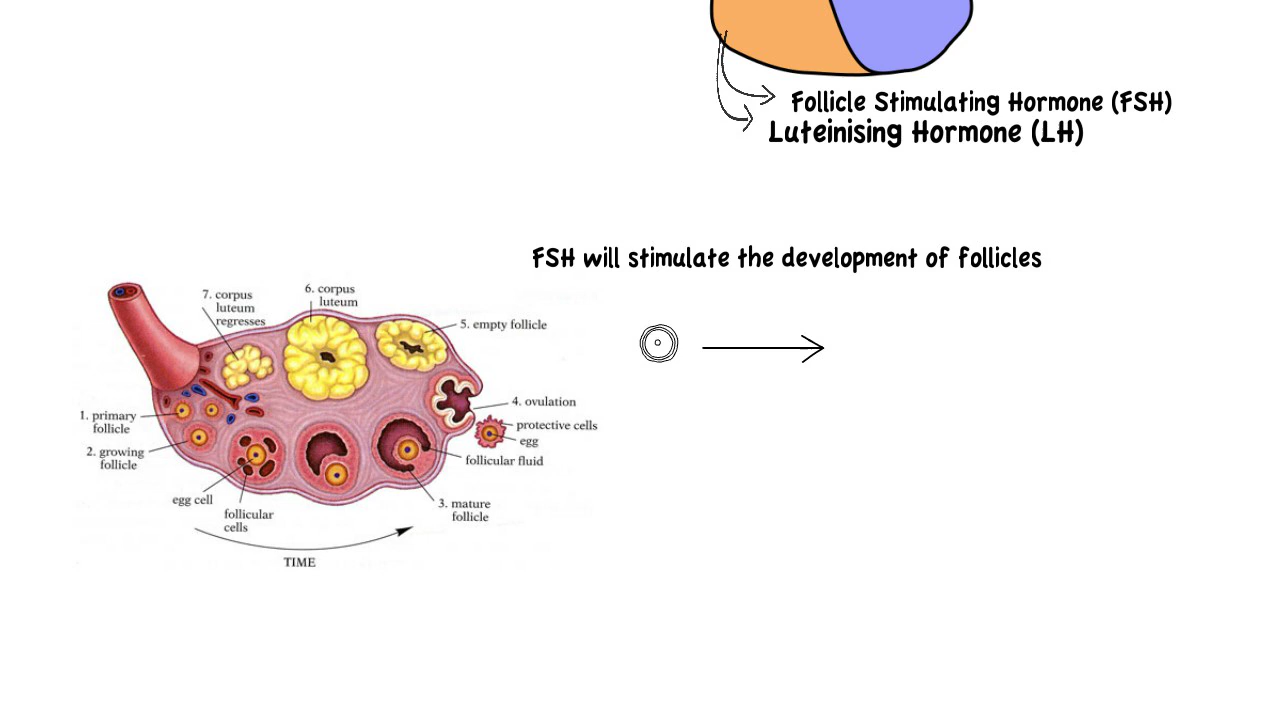 Follicle Stimulating Hormone (FSH)
Luteinising Hormone (LH)
FSH will stimulate the development of follicles
7. corpus
luteum
regresses
6. corpus
luteum
5. empty follicle
4. ovulation
protective cells
egg
follicular fluid
3. mature
follicle
1. primary
follicle
2. growing
follicle
egg cell
follicular
cells
TIME